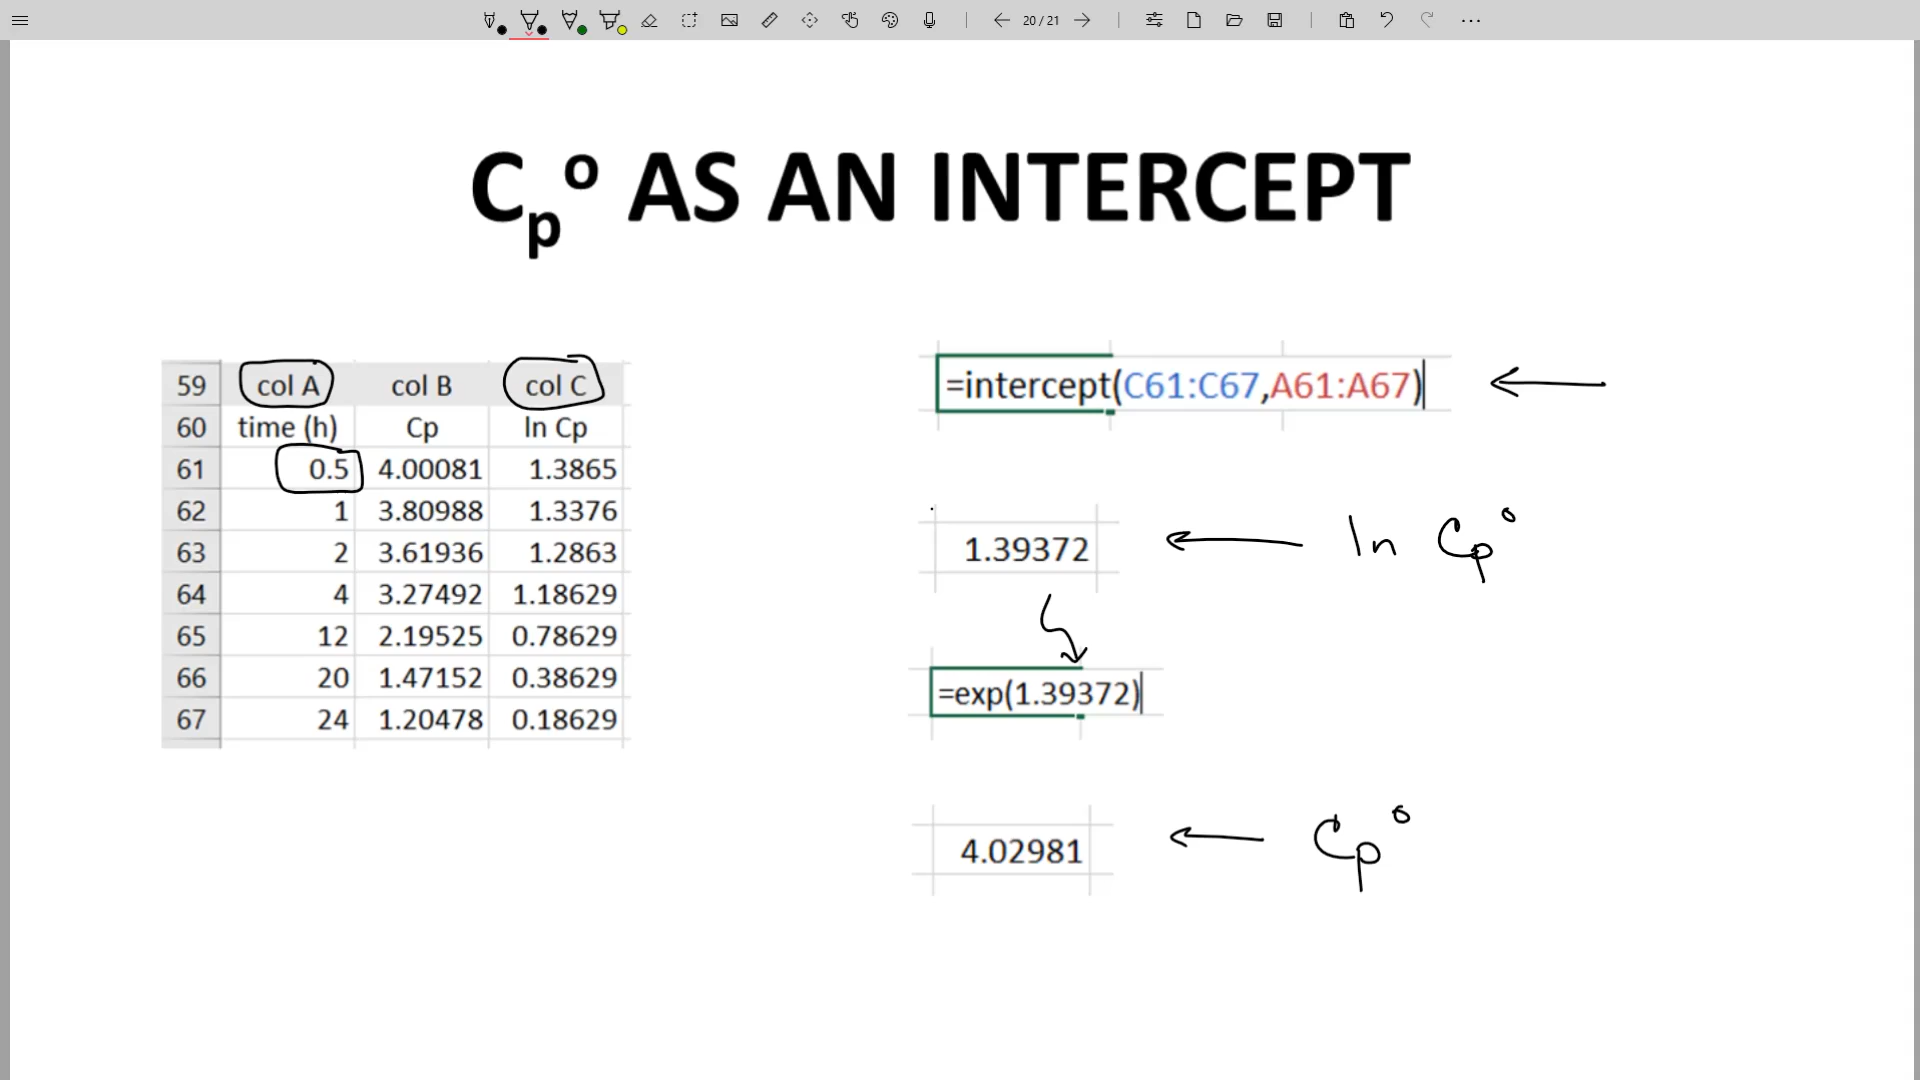 20 / 21
Cpº AS AN INTERCEPT
59 col A col B col C
60 time (h) Cp ln Cp
61 0.5 4.00081 1.3865
62 1 3.80988 1.3376
63 2 3.61936 1.2863
64 4 3.27492 1.18629
65 12 2.19525 0.78629
66 20 1.47152 0.38629
67 24 1.20478 0.18629
=intercept(C61:C67,A61:A67)
1.39372 ln Cpº
=exp(1.39372)
4.02981 Cpº